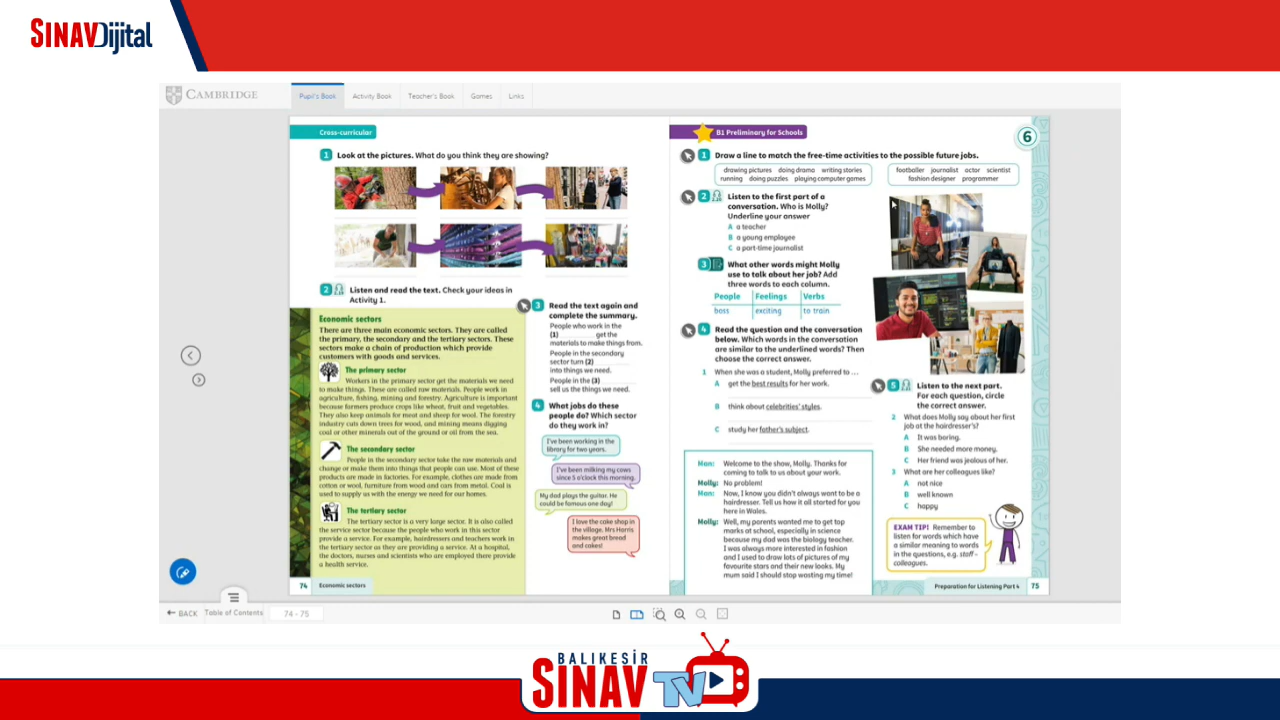 SINAVDijital
CAMBRIDGE
Pupil's Book
Activity Book
Teacher's Book
Games
Links
Cross-curricular
1 Look at the pictures. What do you think they are showing?
2 Listen and read the text. Check your ideas in
Activity 1.
Economic sectors
There are three main economic sectors. They are called
the primary, the secondary and the tertiary sectors. These
sectors make a chain of production which provide
customers with goods and services.
The primary sector
Workers in the primary sector get the materials we need
to make things. These are called raw materials. People work in
agriculture, fishing, mining and forestry. Agriculture is important
because farmers produce crops like wheat, fruit and vegetables.
They also keep animals for meat and sheep for wool. The forestry
industry cuts down trees for wood, and mining means digging
coal or other minerals out of the ground or oil from the sea.
The secondary sector
People in the secondary sector take the raw materials and
change or make them into things that people can use. Most of these
products are made in factories. For example, clothes are made from
cotton or wool, furniture from wood and cars from metal. Coal is
used to supply us with the energy we need for our homes.
The tertiary sector
The tertiary sector is a very large sector. It is also called
the service sector because the people who work in this sector
provide a service. For example, hairdressers and teachers work in
the tertiary sector as they are providing a service. At a hospital,
the doctors, nurses and scientists who are employed there provide
a health service.
3 Read the text again and
complete the summary.
People who work in the
(1) get the
materials to make things from.
People in the secondary
sector turn (2)
into things we need.
People in the (3)
sell us the things we need.
4 What jobs do these
people do? Which sector
do they work in?
I've been working in the
library for two years.
I've been milking my cows
since 5 o'clock this morning.
My dad plays the guitar. He
could be famous one day!
I love the cake shop in
the village. Mrs Harris
makes great bread
and cakes!
74 Economic sectors
B1 Preliminary for Schools
6
1 Draw a line to match the free-time activities to the possible future jobs.
drawing pictures doing drama writing stories
running doing puzzles playing computer games
footballer journalist actor scientist
fashion designer programmer
2 Listen to the first part of a
conversation. Who is Molly?
Underline your answer
A a teacher
B a young employee
C a part-time journalist
3 What other words might Molly
use to talk about her job? Add
three words to each column.
People Feelings Verbs
boss exciting to train
4 Read the question and the conversation
below. Which words in the conversation
are similar to the underlined words? Then
choose the correct answer.
1 When she was a student, Molly preferred to ...
A get the best results for her work.
B think about celebrities' styles.
C study her father's subject.
Man: Welcome to the show, Molly. Thanks for
coming to talk to us about your work.
Molly: No problem!
Man: Now, I know you didn't always want to be a
hairdresser. Tell us how it all started for you
here in Wales.
Molly: Well, my parents wanted me to get top
marks at school, especially in science
because my dad was the biology teacher.
I was always more interested in fashion
and I used to draw lots of pictures of my
favourite stars and their new looks. My
mum said I should stop wasting my time!
5 Listen to the next part.
For each question, circle
the correct answer.
2 What does Molly say about her first
job at the hairdresser's?
A It was boring.
B She needed more money.
C Her friend was jealous of her.
3 What are her colleagues like?
A not nice
B well known
C happy
EXAM TIP! Remember to
listen for words which have
a similar meaning to words
in the questions, e.g. staff –
colleagues.
Preparation for Listening Part 4 75
BACK
Table of Contents
74 - 75
BALIKESİR
SINAV TV